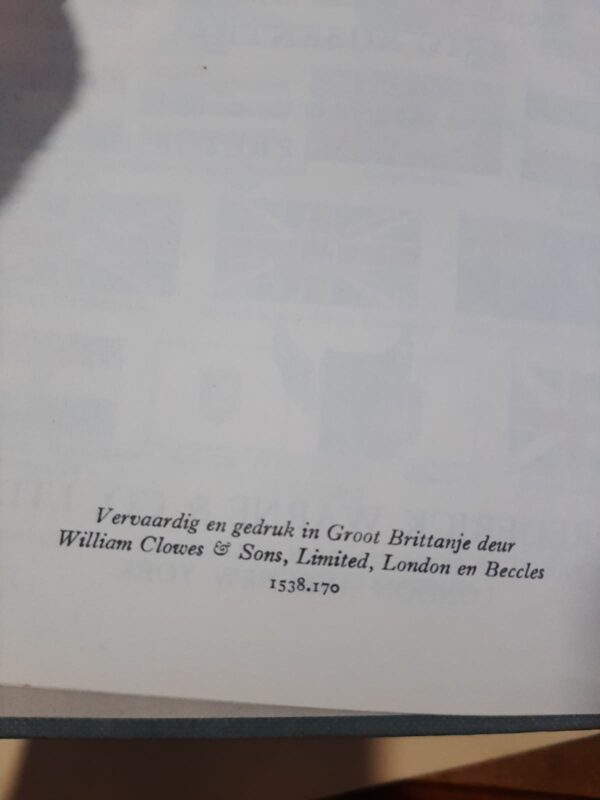 Vervaardig en gedruk in Groot Brittanje deur
William Clowes & Sons, Limited, London en Beccles
1538.170